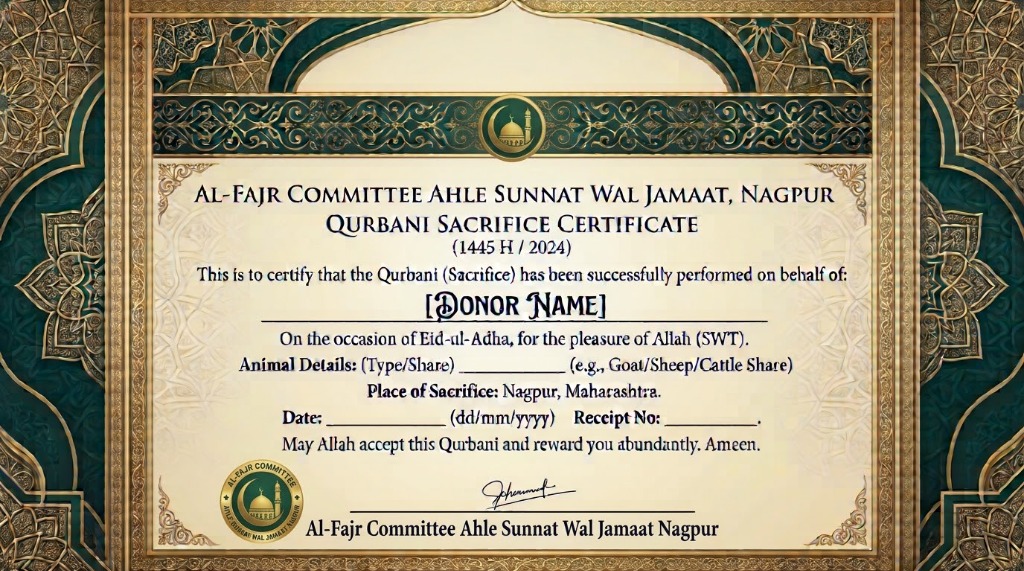 AL-FAJR COMMITTEE AHLE SUNNAT WAL JAMAAT, NAGPUR
QURBANI SACRIFICE CERTIFICATE
(1445 H / 2024)
This is to certify that the Qurbani (Sacrifice) has been successfully performed on behalf of:
[DONOR NAME]
On the occasion of Eid-ul-Adha, for the pleasure of Allah (SWT).
Animal Details: (Type/Share) ____________ (e.g., Goat/Sheep/Cattle Share)
Place of Sacrifice: Nagpur, Maharashtra.
Date: ______________ (dd/mm/yyyy) Receipt No: ___________.
May Allah accept this Qurbani and reward you abundantly. Ameen.
AL-FAJR COMMITTEE
Al-Fajr Committee Ahle Sunnat Wal Jamaat Nagpur